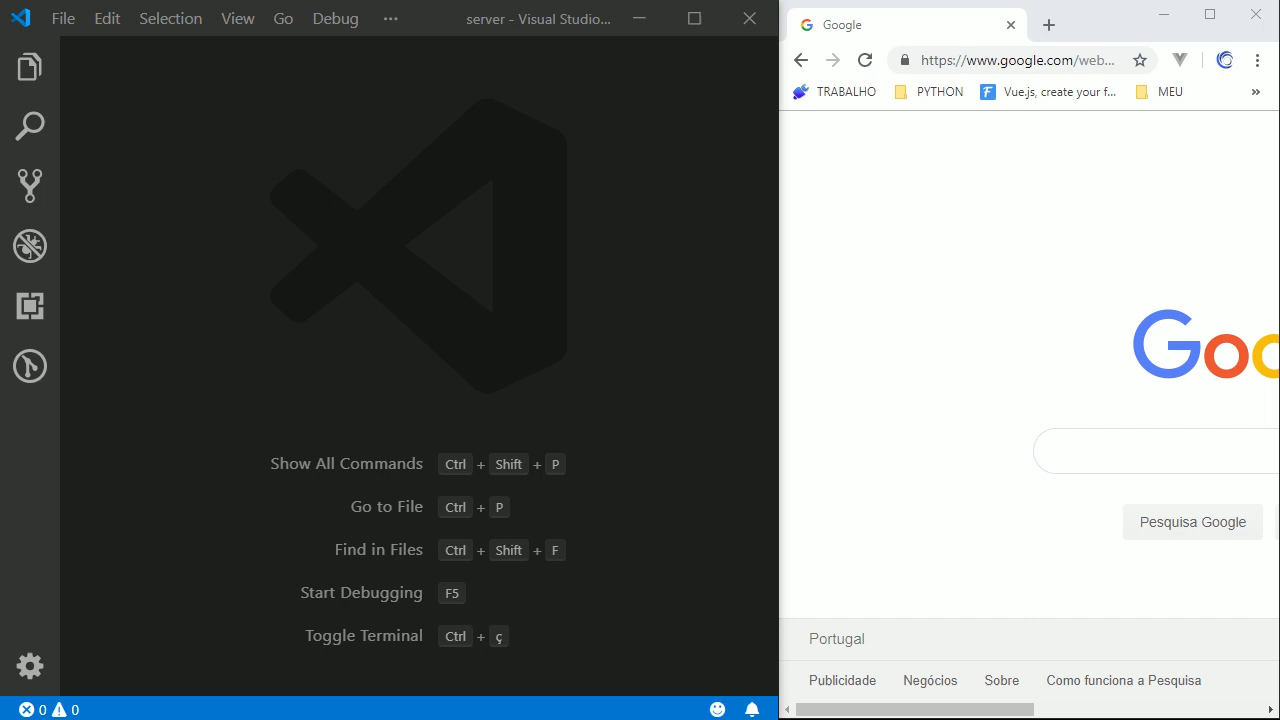 File Edit Selection View Go Debug ··· server - Visual Studio...
Show All Commands Ctrl + Shift + P
Go to File Ctrl + P
Find in Files Ctrl + Shift + F
Start Debugging F5
Toggle Terminal Ctrl + ç
0 0
Google
https://www.google.com/web...
TRABALHO PYTHON Vue.js, create your f... MEU »
Goo
Pesquisa Google
Portugal
Publicidade Negócios Sobre Como funciona a Pesquisa